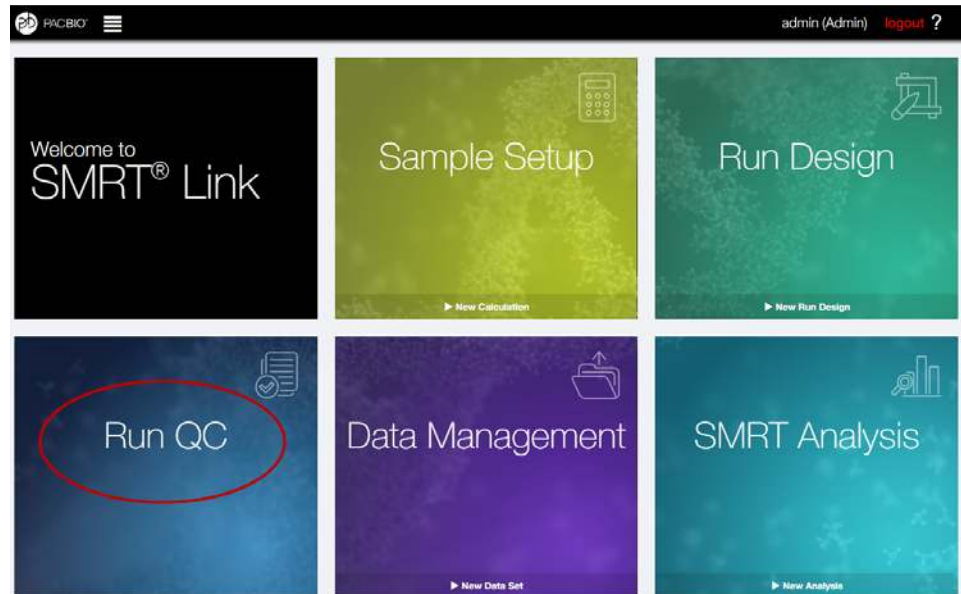 PACBIO®
admin (Admin) logout ?
Welcome to
SMRT® Link
Sample Setup
▶ New Calculation
Run Design
▶ New Run Design
Run QC
Data Management
▶ New Data Set
SMRT Analysis
▶ New Analysis